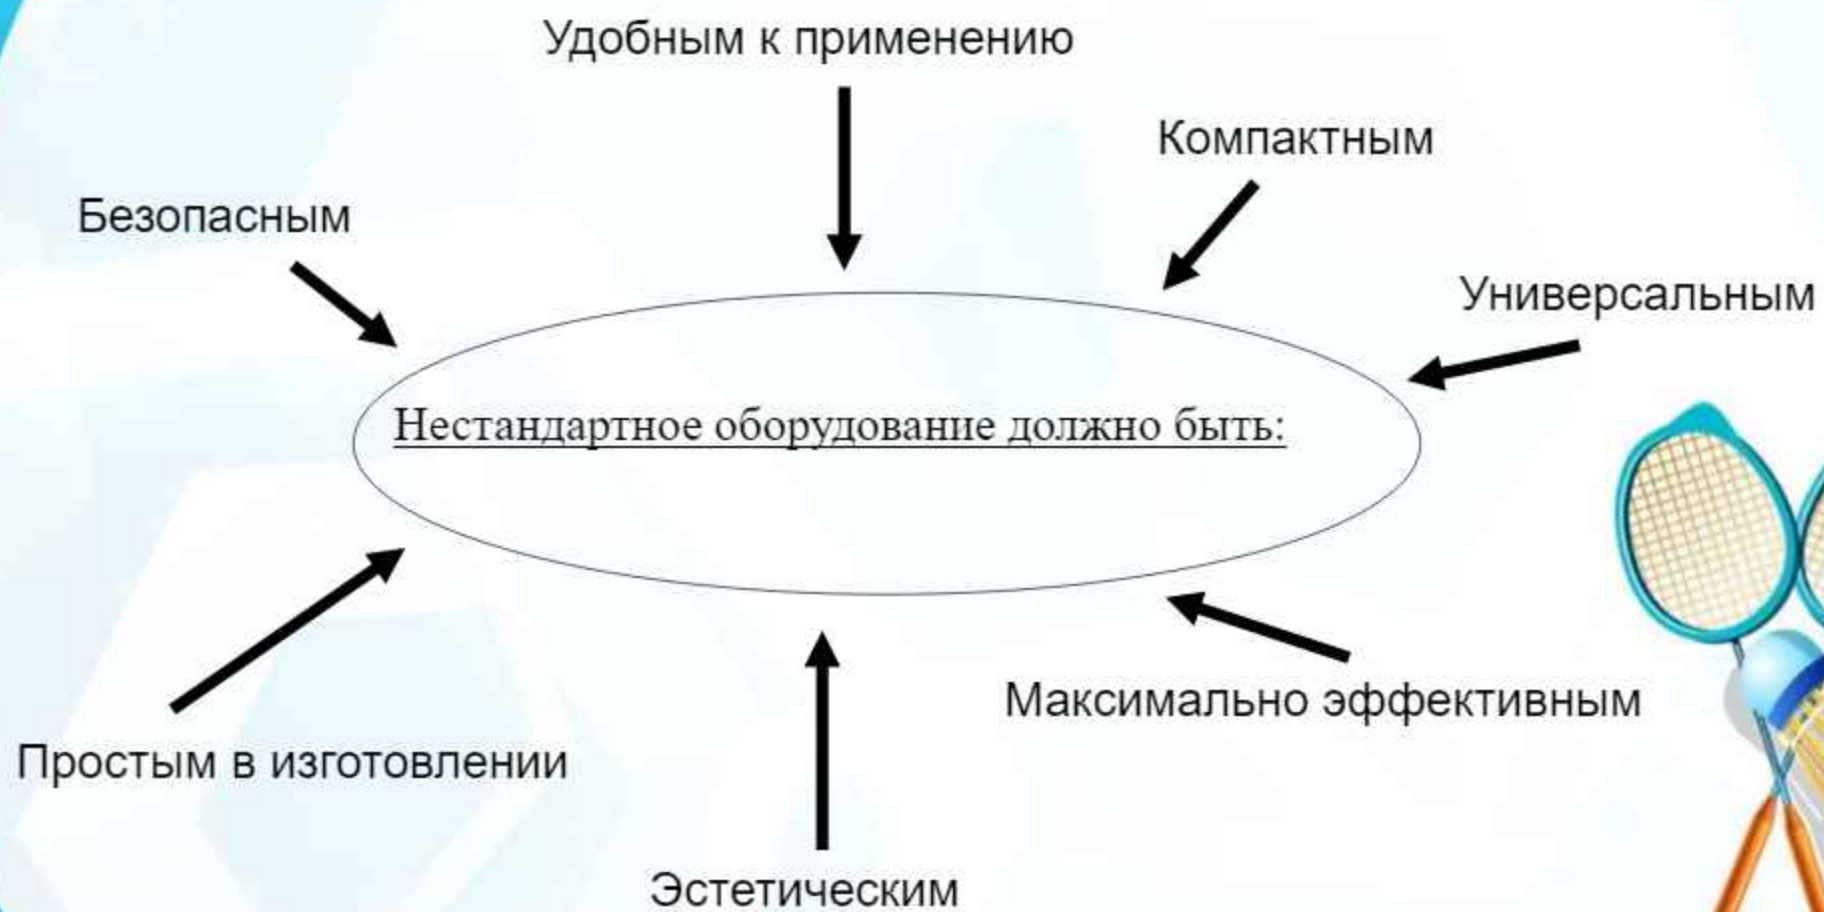 Удобным к применению
Компактным
Безопасным
Универсальным
Нестандартное оборудование должно быть:
Максимально эффективным
Простым в изготовлении
Эстетическим